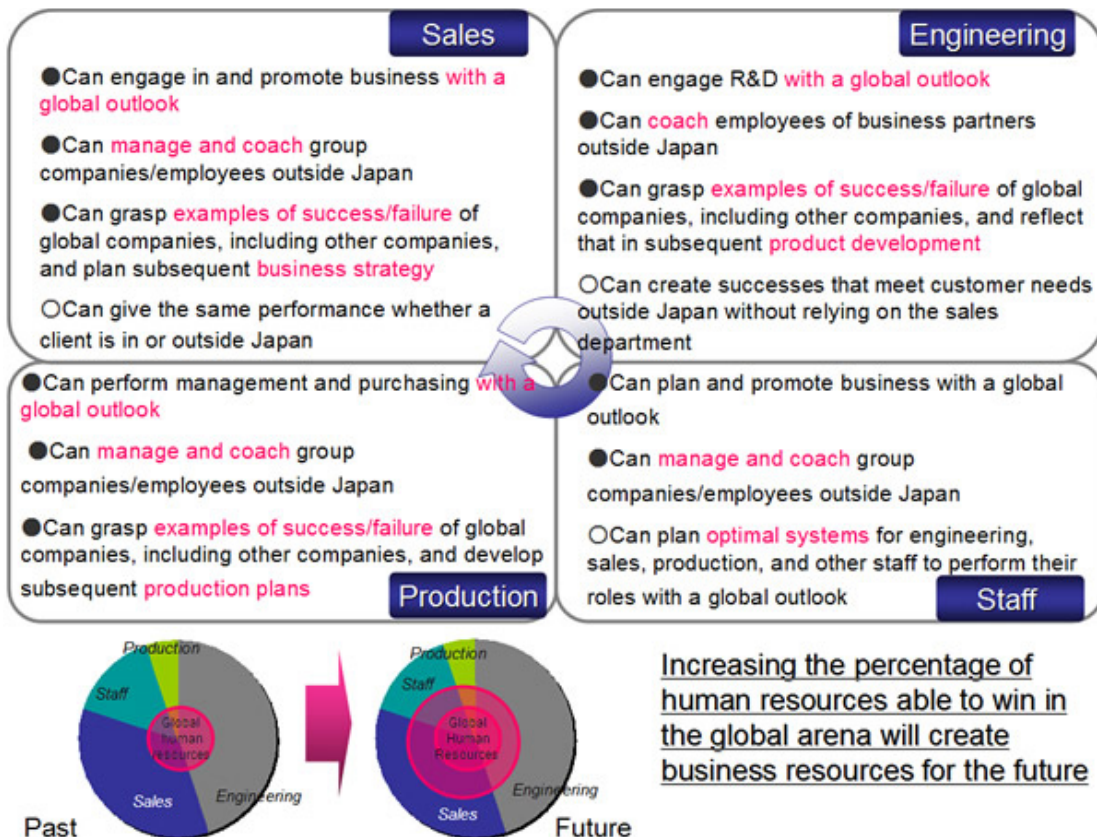 Sales
●Can engage in and promote business with a
global outlook
●Can manage and coach group
companies/employees outside Japan
●Can grasp examples of success/failure of
global companies, including other companies,
and plan subsequent business strategy
○Can give the same performance whether a
client is in or outside Japan
Engineering
●Can engage R&D with a global outlook
●Can coach employees of business partners
outside Japan
●Can grasp examples of success/failure of global
companies, including other companies, and reflect
that in subsequent product development
○Can create successes that meet customer needs
outside Japan without relying on the sales
department
●Can perform management and purchasing with a
global outlook
●Can manage and coach group
companies/employees outside Japan
●Can grasp examples of success/failure of global
companies, including other companies, and develop
subsequent production plans
Production
●Can plan and promote business with a global
outlook
●Can manage and coach group
companies/employees outside Japan
○Can plan optimal systems for engineering,
sales, production, and other staff to perform their
roles with a global outlook
Staff
Production
Staff
Global
human
resources
Sales
Engineering
Past
Production
Staff
Global
Human
Resources
Sales
Engineering
Future
Increasing the percentage of
human resources able to win in
the global arena will create
business resources for the future